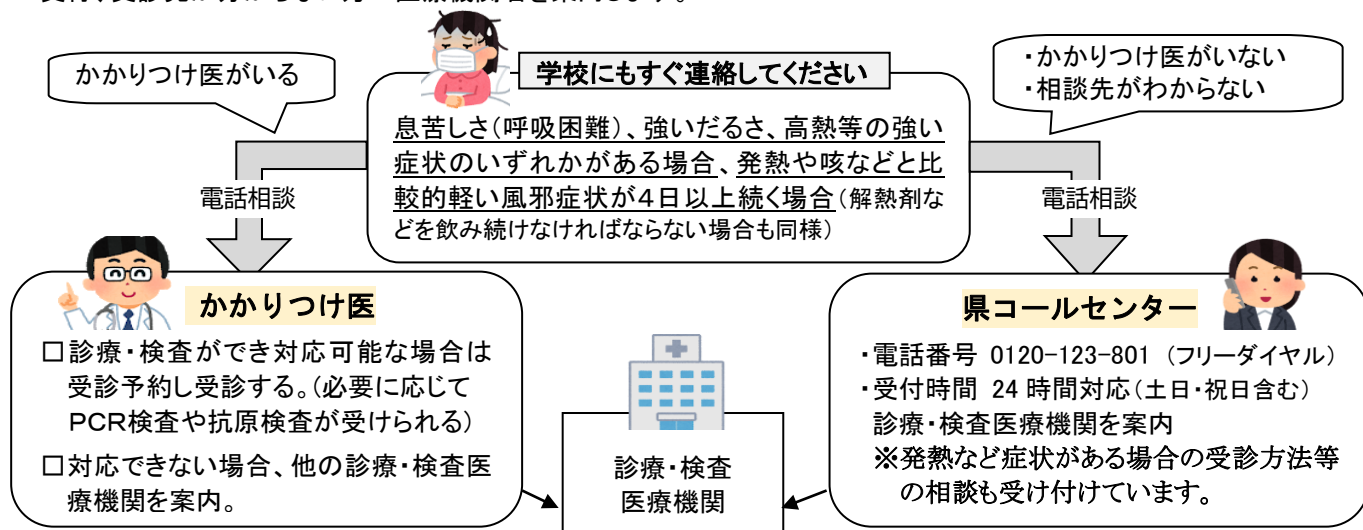 かかりつけ医がいる
学校にもすぐ連絡してください
・かかりつけ医がいない
・相談先がわからない
息苦しさ(呼吸困難)、強いだるさ、高熱等の強い
症状のいずれかがある場合、発熱や咳などと比
較的軽い風邪症状が4日以上続く場合(解熱剤な
どを飲み続けなければならない場合も同様)
電話相談
電話相談
かかりつけ医
□診療・検査ができ対応可能な場合は
受診予約し受診する。(必要に応じて
PCR検査や抗原検査が受けられる)
□対応できない場合、他の診療・検査医
療機関を案内。
診療・検査
医療機関
県コールセンター
・電話番号 0120-123-801 (フリーダイヤル)
・受付時間 24時間対応(土日・祝日含む)
診療・検査医療機関を案内
※発熱など症状がある場合の受診方法等
の相談も受け付けています。